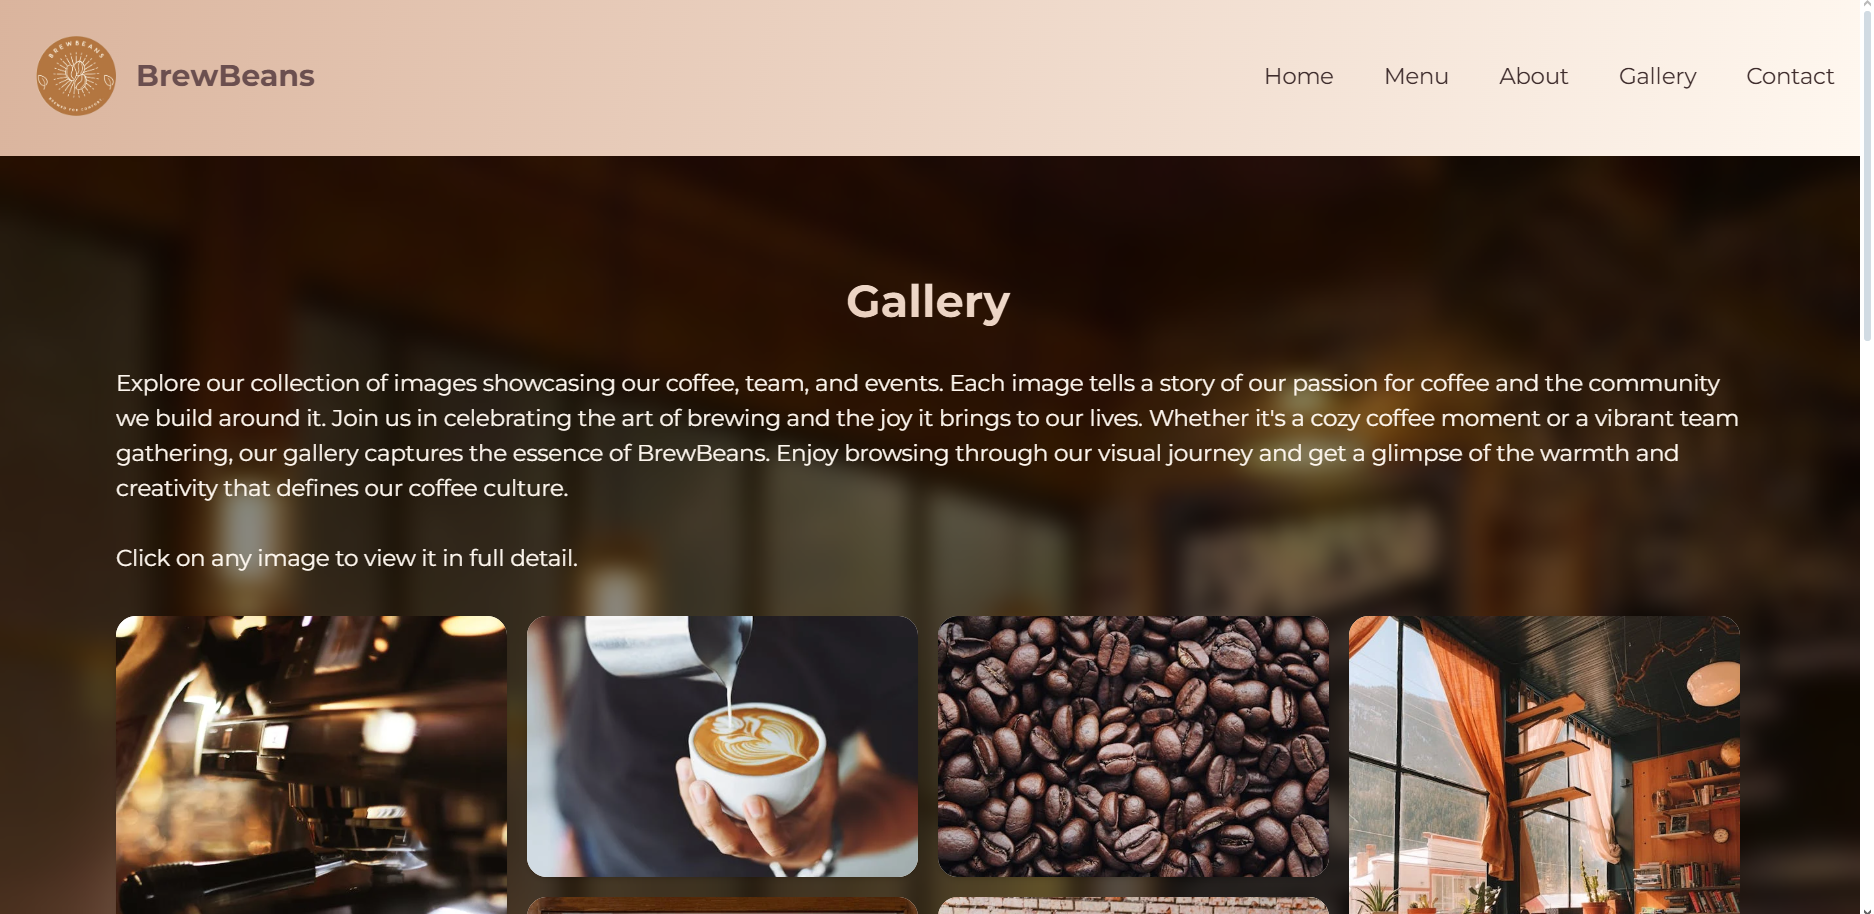 BREWBEANS
BREWED FOR COMFORT
BrewBeans
Home Menu About Gallery Contact
Gallery
Explore our collection of images showcasing our coffee, team, and events. Each image tells a story of our passion for coffee and the community
we build around it. Join us in celebrating the art of brewing and the joy it brings to our lives. Whether it's a cozy coffee moment or a vibrant team
gathering, our gallery captures the essence of BrewBeans. Enjoy browsing through our visual journey and get a glimpse of the warmth and
creativity that defines our coffee culture.
Click on any image to view it in full detail.